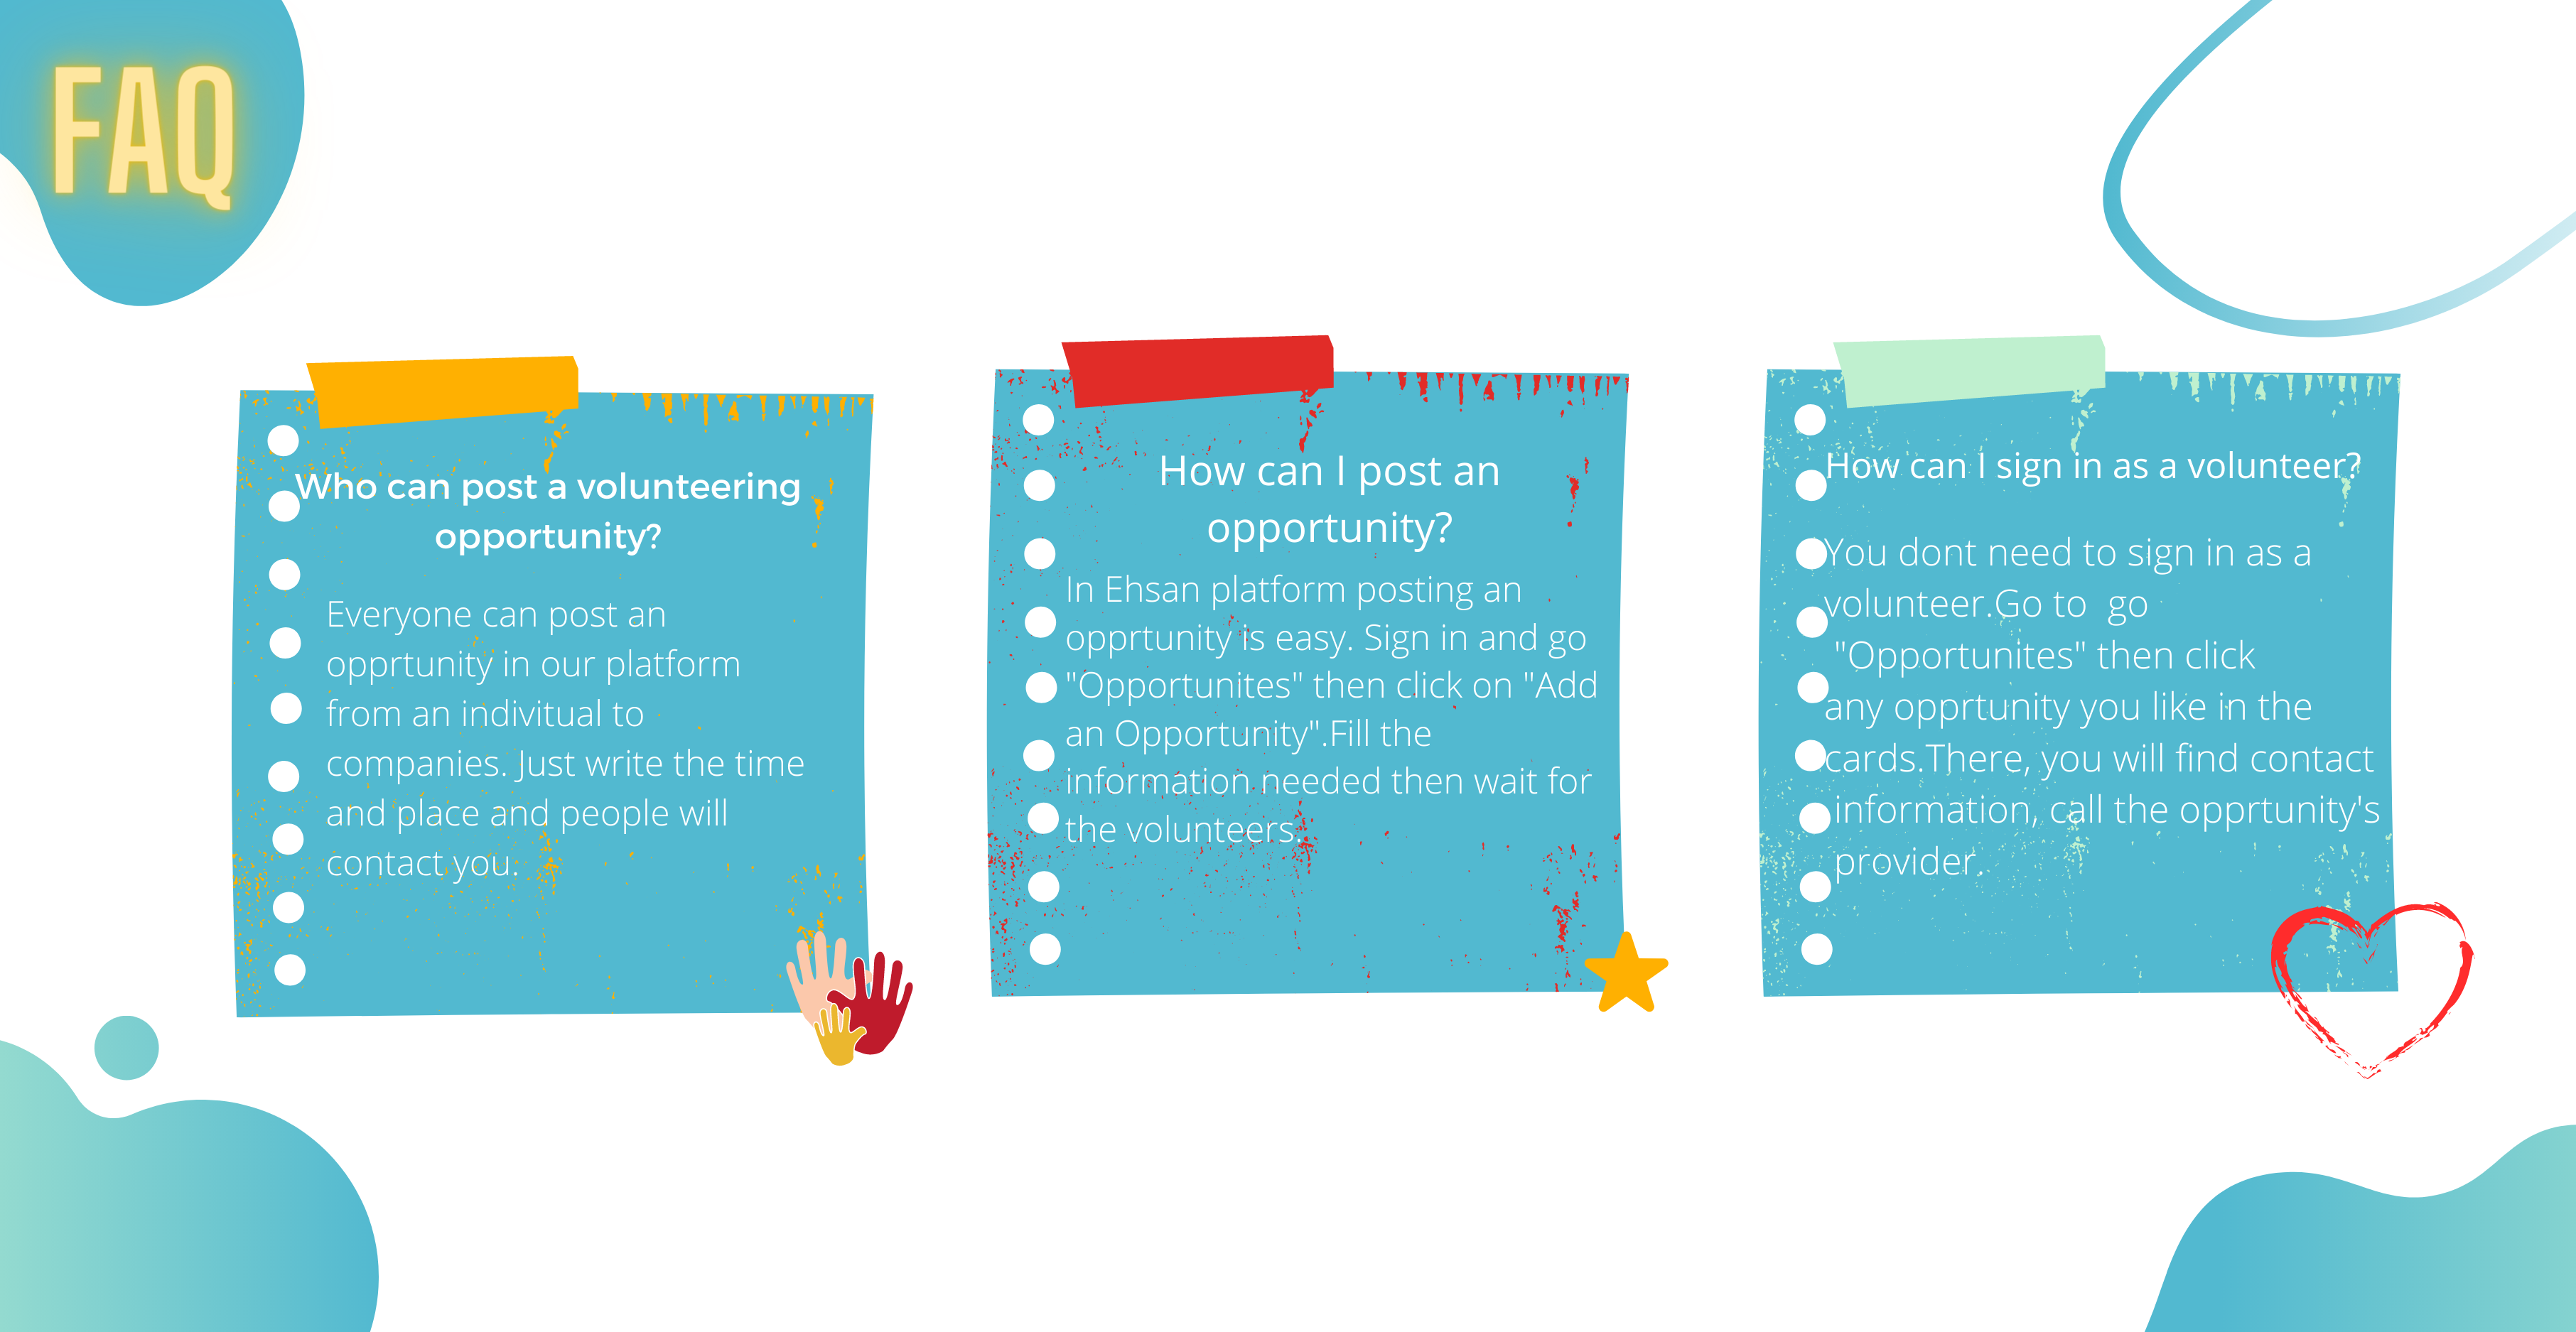 FAQ
Who can post a volunteering
opportunity?
Everyone can post an
opprtunity in our platform
from an indivitual to
companies. Just write the time
and place and people will
contact you.
How can I post an
opportunity?
In Ehsan platform posting an
opprtunity is easy. Sign in and go
"Opportunites" then click on "Add
an Opportunity".Fill the
information needed then wait for
the volunteers.
How can I sign in as a volunteer?
You dont need to sign in as a
volunteer.Go to  go
"Opportunites" then click
any opprtunity you like in the
cards.There, you will find contact
information, call the opprtunity's
provider.